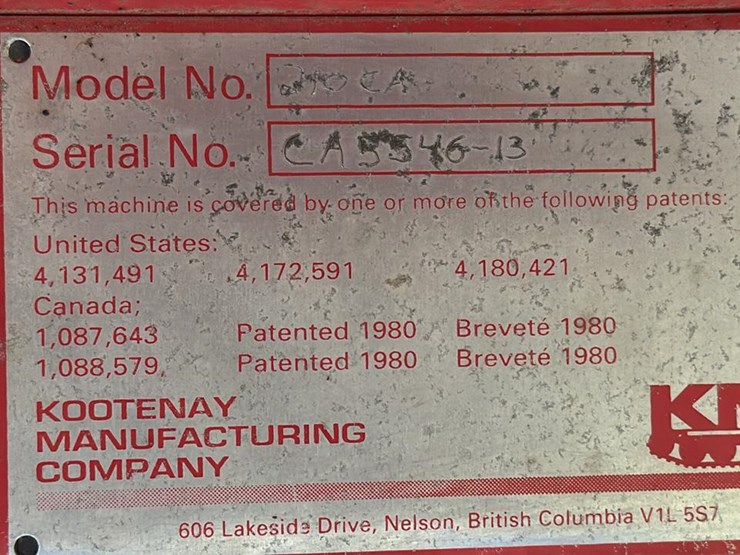 Model No.
Serial No. CA5546-13
This machine is covered by one or more of the following patents:
United States:
4,131,491 4,172,591 4,180,421
Canada;
1,087,643 Patented 1980 Breveté 1980
1,088,579, Patented 1980 Breveté 1980
KOOTENAY
MANUFACTURING
COMPANY
606 Lakeside Drive, Nelson, British Columbia V1L 5S7